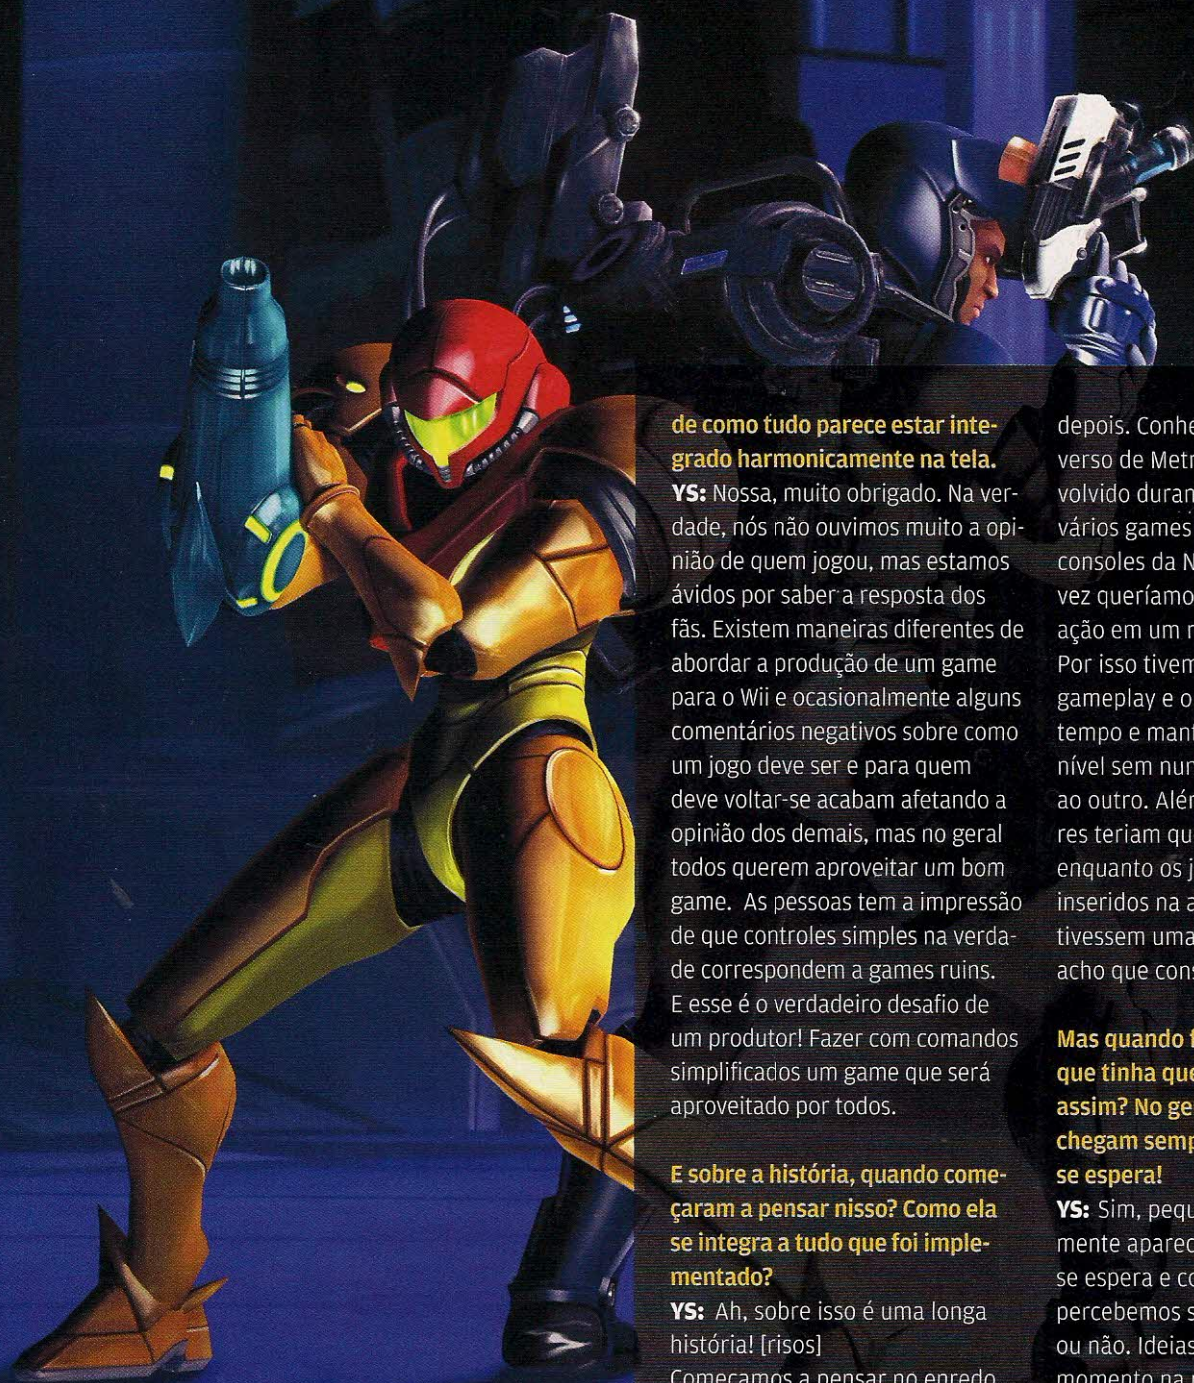 de como tudo parece estar inte-
grado harmonicamente na tela.
YS: Nossa, muito obrigado. Na ver-
dade, nós não ouvimos muito a opi-
nião de quem jogou, mas estamos
ávidos por saber a resposta dos
fãs. Existem maneiras diferentes de
abordar a produção de um game
para o Wii e ocasionalmente alguns
comentários negativos sobre como
um jogo deve ser e para quem
deve voltar-se acabam afetando a
opinião dos demais, mas no geral
todos querem aproveitar um bom
game. As pessoas tem a impressão
de que controles simples na verda-
de correspondem a games ruins.
E esse é o verdadeiro desafio de
um produtor! Fazer com comandos
simplificados um game que será
aproveitado por todos.
E sobre a história, quando come-
çaram a pensar nisso? Como ela
se integra a tudo que foi imple-
mentado?
YS: Ah, sobre isso é uma longa
história! [risos]
Começamos a pensar no enredo
depois. Conhe
verso de Metr
volvido duran
vários games
consoles da N
vez queríamo
ação em um
Por isso tivem
gameplay e o
tempo e mant
nível sem nun
ao outro. Alé
res teriam qu
enquanto os j
inseridos na a
tivessem uma
acho que cons
Mas quando f
que tinha que
assim? No ge
chegam semp
se espera!
YS: Sim, pequ
mente aparec
se espera e co
percebemos s
ou não. Ideias
momento na